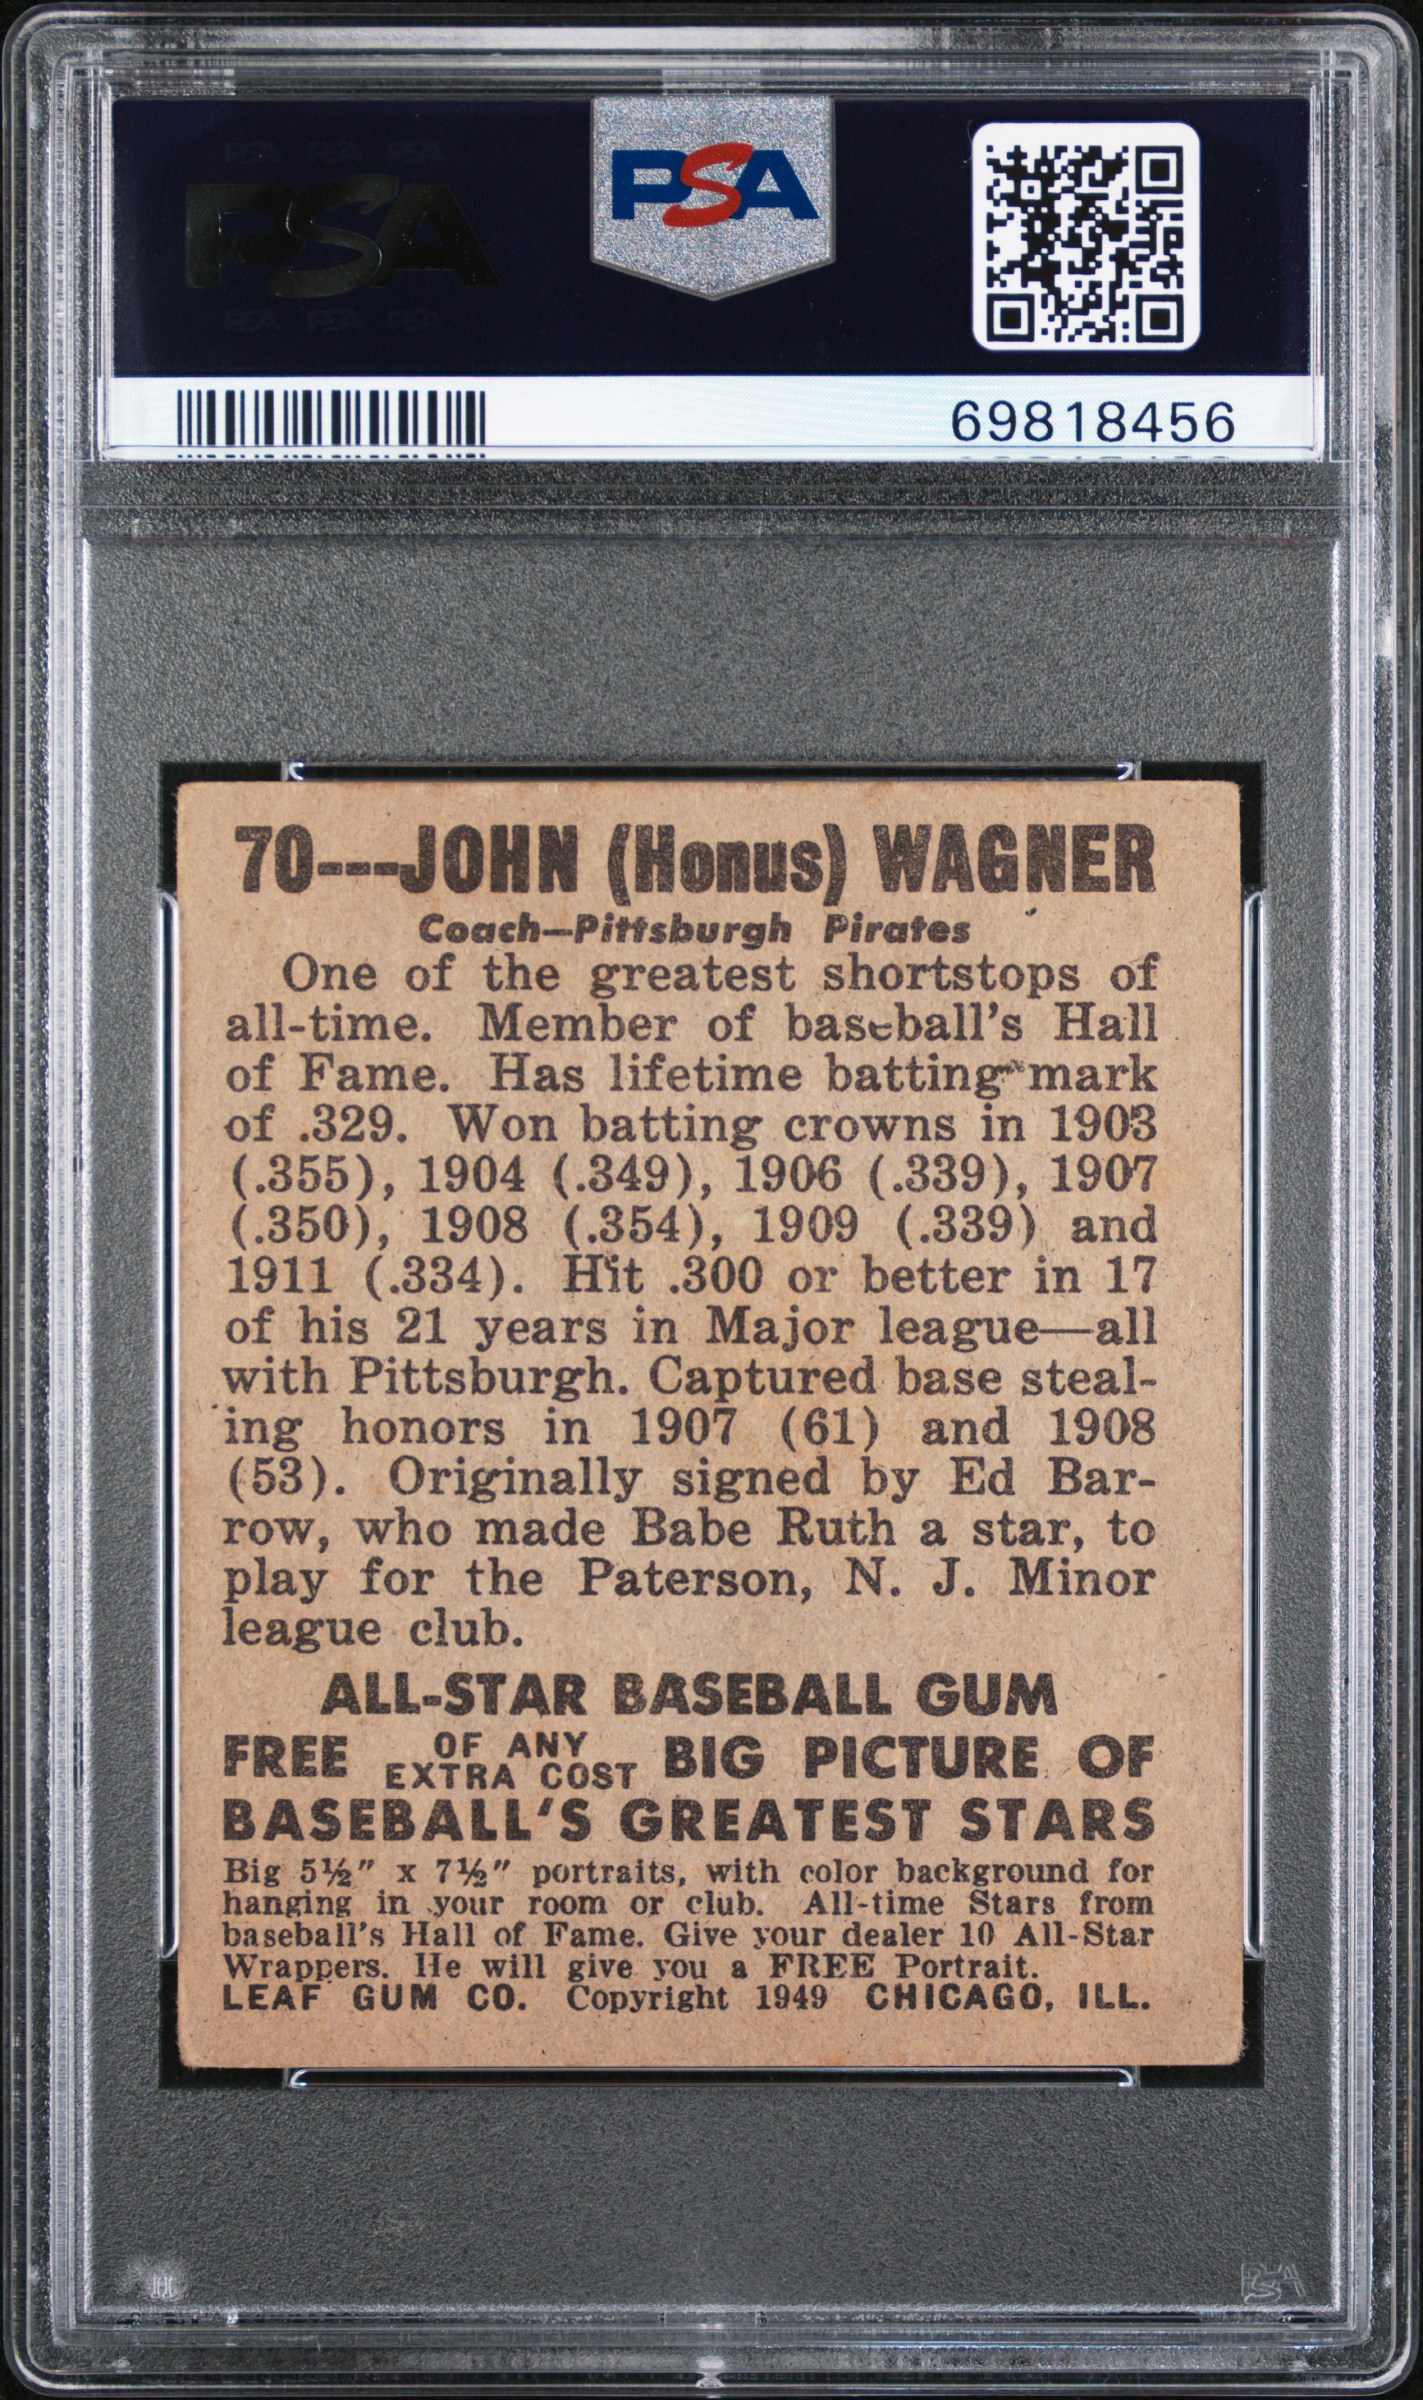 PSA PSA PSA
PSA
PSA PSA PSA
PSA
69818456
70---JOHN (Honus) WAGNER
Coach—Pittsburgh Pirates
One of the greatest shortstops of
all-time. Member of baseball's Hall
of Fame. Has lifetime batting mark
of .329. Won batting crowns in 1903
(.355), 1904 (.349), 1906 (.339), 1907
(.350), 1908 (.354), 1909 (.339) and
1911 (.334). Hit .300 or better in 17
of his 21 years in Major league—all
with Pittsburgh. Captured base steal-
ing honors in 1907 (61) and 1908
(53). Originally signed by Ed Bar-
row, who made Babe Ruth a star, to
play for the Paterson, N. J. Minor
league club.
ALL-STAR BASEBALL GUM
FREE OF ANY EXTRA COST BIG PICTURE OF
BASEBALL'S GREATEST STARS
Big 5½" x 7½" portraits, with color background for
hanging in your room or club. All-time Stars from
baseball's Hall of Fame. Give your dealer 10 All-Star
Wrappers. He will give you a FREE Portrait.
LEAF GUM CO. Copyright 1949 CHICAGO, ILL.
PSA